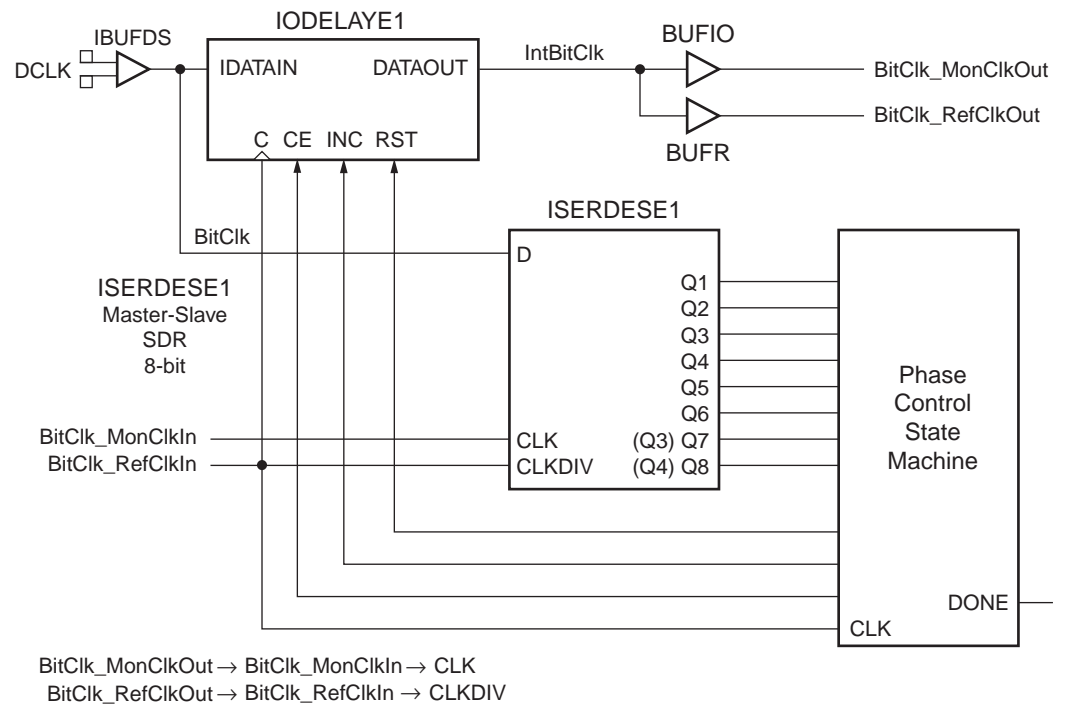 IODELAYE1
IBUFDS
DCLK
IDATAIN DATAOUT
C CE INC RST
IntBitClk
BUFIO
BitClk_MonClkOut
BitClk_RefClkOut
BUFR
BitClk
ISERDESE1
Master-Slave
SDR
8-bit
ISERDESE1
D
Q1
Q2
Q3
Q4
Q5
Q6
(Q3) Q7
(Q4) Q8
BitClk_MonClkIn
BitClk_RefClkIn
CLK
CLKDIV
Phase
Control
State
Machine
DONE
CLK
BitClk_MonClkOut → BitClk_MonClkIn → CLK
BitClk_RefClkOut → BitClk_RefClkIn → CLKDIV